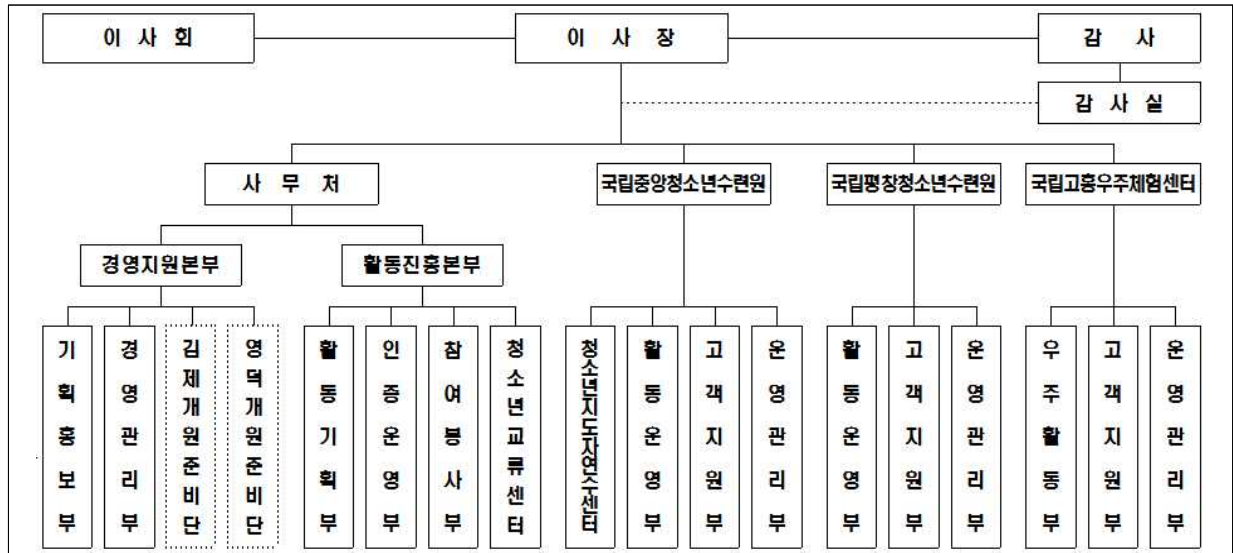 이 사 회
이 사 장
감 사
감 사 실
사 무 처
국립중앙청소년수련원
국립평창청소년수련원
국립고흥우주체험센터
경영지원본부
활동진흥본부
기획홍보부
경영관리부
김제개원준비단
영덕개원준비단
활동기획부
인증운영부
참여봉사부
청소년교류센터
청소년지도자연수센터
활동운영부
고객지원부
운영관리부
활동운영부
고객지원부
운영관리부
우주활동부
고객지원부
운영관리부